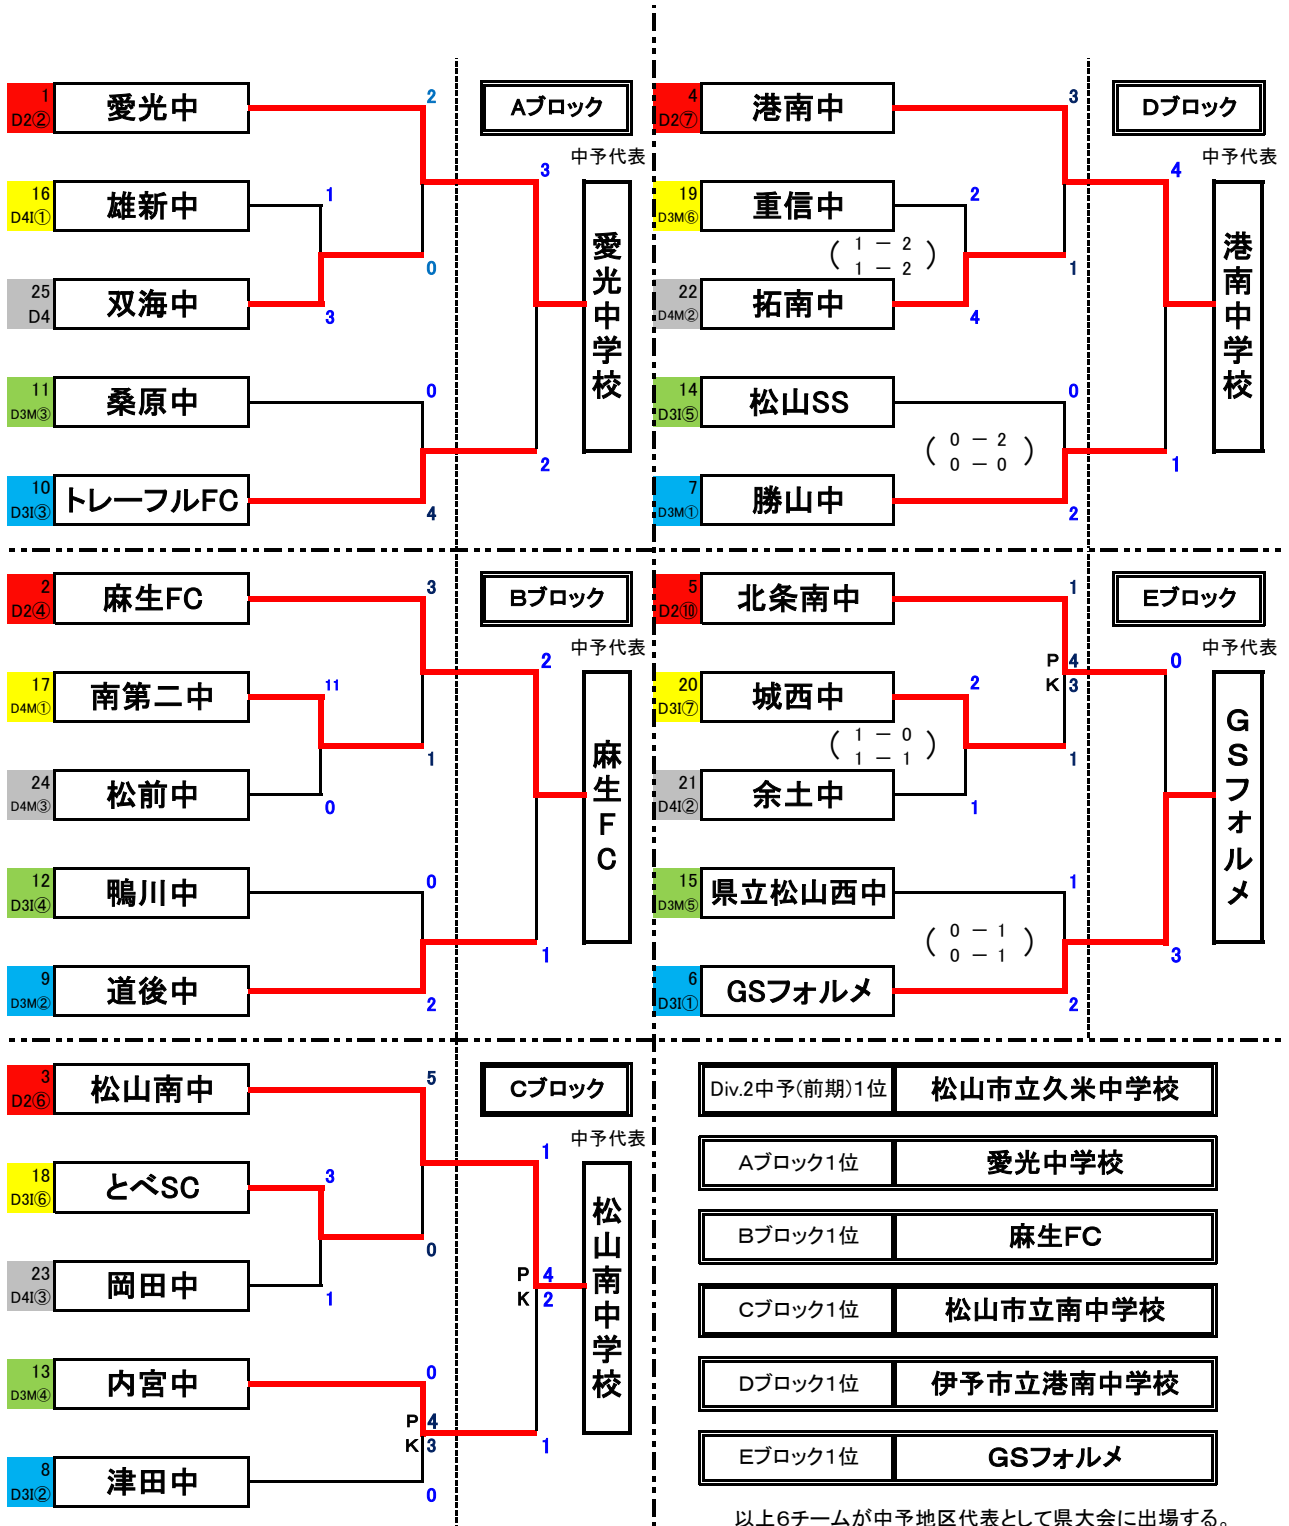 1
D2②
愛光中
2
Aブロック
中予代表
3
16
D4I①
雄新中
1
0
25
D4
双海中
3
愛光中学校
11
D3M③
桑原中
0
2
10
D3I③
トレーフルFC
4
4
D2⑦
港南中
3
Dブロック
中予代表
4
19
D3M⑥
重信中
2
( 1 － 2
1 － 2 )
1
22
D4M②
拓南中
4
港南中学校
14
D3I⑤
松山SS
0
( 0 － 2
0 － 0 )
1
7
D3M①
勝山中
2
2
D2④
麻生FC
3
Bブロック
中予代表
2
17
D4M①
南第二中
11
1
24
D4M③
松前中
0
麻生FC
12
D3I④
鴨川中
0
1
9
D3M②
道後中
2
5
D2⑩
北条南中
1
Eブロック
中予代表
P 4
K 3
0
20
D3I⑦
城西中
2
( 1 － 0
1 － 1 )
1
21
D4I②
余土中
1
GSフォルメ
15
D3M⑤
県立松山西中
1
( 0 － 1
0 － 1 )
3
6
D3I①
GSフォルメ
2
3
D2⑥
松山南中
5
Cブロック
中予代表
1
18
D3I⑥
とべSC
3
0
23
D4I③
岡田中
1
P 4
K 2
松山南中学校
13
D3M④
内宮中
0
P 4
K 3
1
8
D3I②
津田中
0
Div.2中予(前期)1位 松山市立久米中学校
Aブロック1位 愛光中学校
Bブロック1位 麻生FC
Cブロック1位 松山市立南中学校
Dブロック1位 伊予市立港南中学校
Eブロック1位 GSフォルメ
以上6チームが中予地区代表として県大会に出場する。